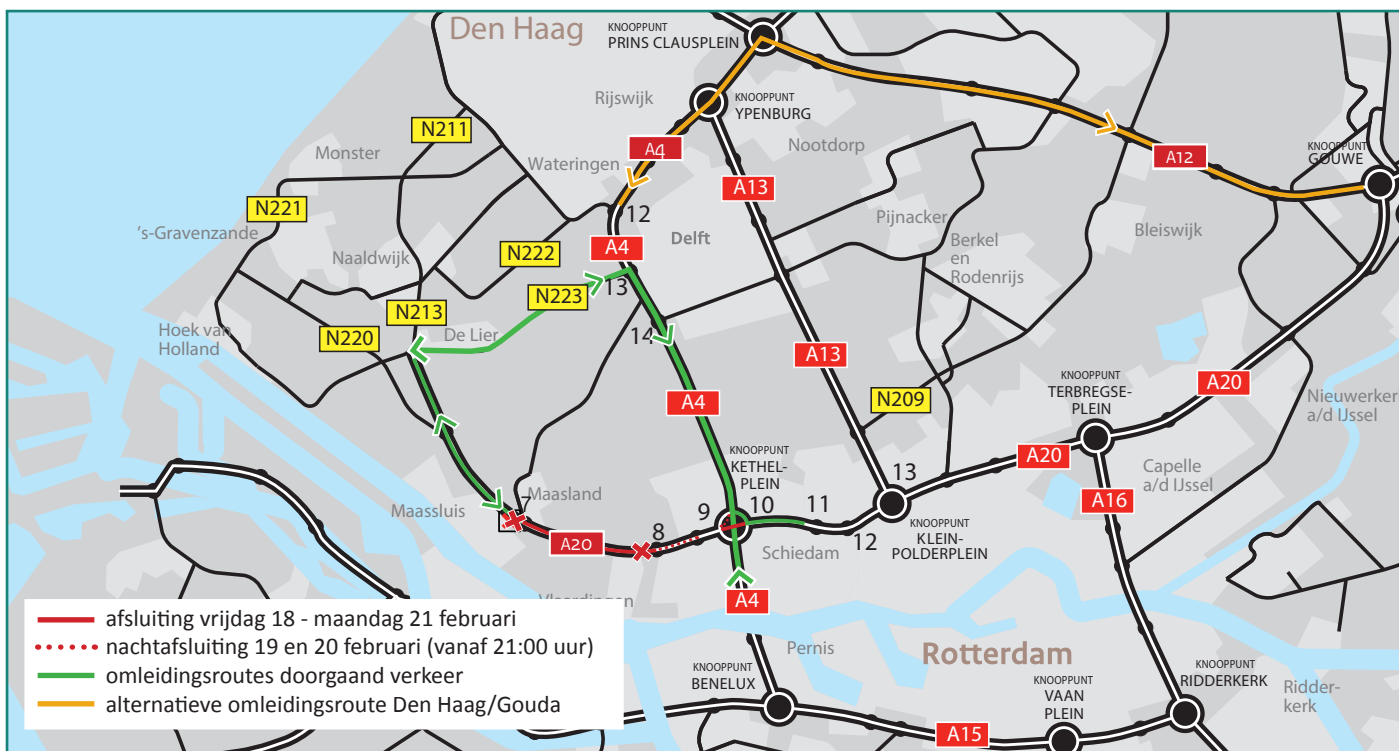 Den Haag
KNOOPPUNT
PRINS CLAUSPLEIN
Rijswijk
KNOOPPUNT
YPENBURG
N211
Monster
Wateringen
A4
Nootdorp
A12
KNOOPPUNT
GOUWE
A13
N221
's-Gravenzande
12
Pijnacker
Delft
Bleiswijk
Berkel
en
Rodenrijs
Naaldwijk
N222
A4
13
N223
N213
De Lier
Hoek van
Holland
N220
14
A13
A4
N209
KNOOPPUNT
TERBREGSE-
PLEIN
A20
Nieuwerker
a/d IJssel
KNOOPPUNT
KETHEL-
PLEIN
13
A20
Capelle
a/d IJssel
A16
Maasland
7
Maassluis
A20
8
9
10
11
12
Schiedam
KNOOPPUNT
KLEIN-
POLDERPLEIN
Vlaardingen
A4
Pernis
Rotterdam
KNOOPPUNT
BENELUX
KNOOPPUNT
VAAN
PLEIN
KNOOPPUNT
RIDDERKERK
Ridder-
kerk
A15
afsluiting vrijdag 18 - maandag 21 februari
nachtafsluiting 19 en 20 februari (vanaf 21:00 uur)
omleidingsroutes doorgaand verkeer
alternatieve omleidingsroute Den Haag/Gouda